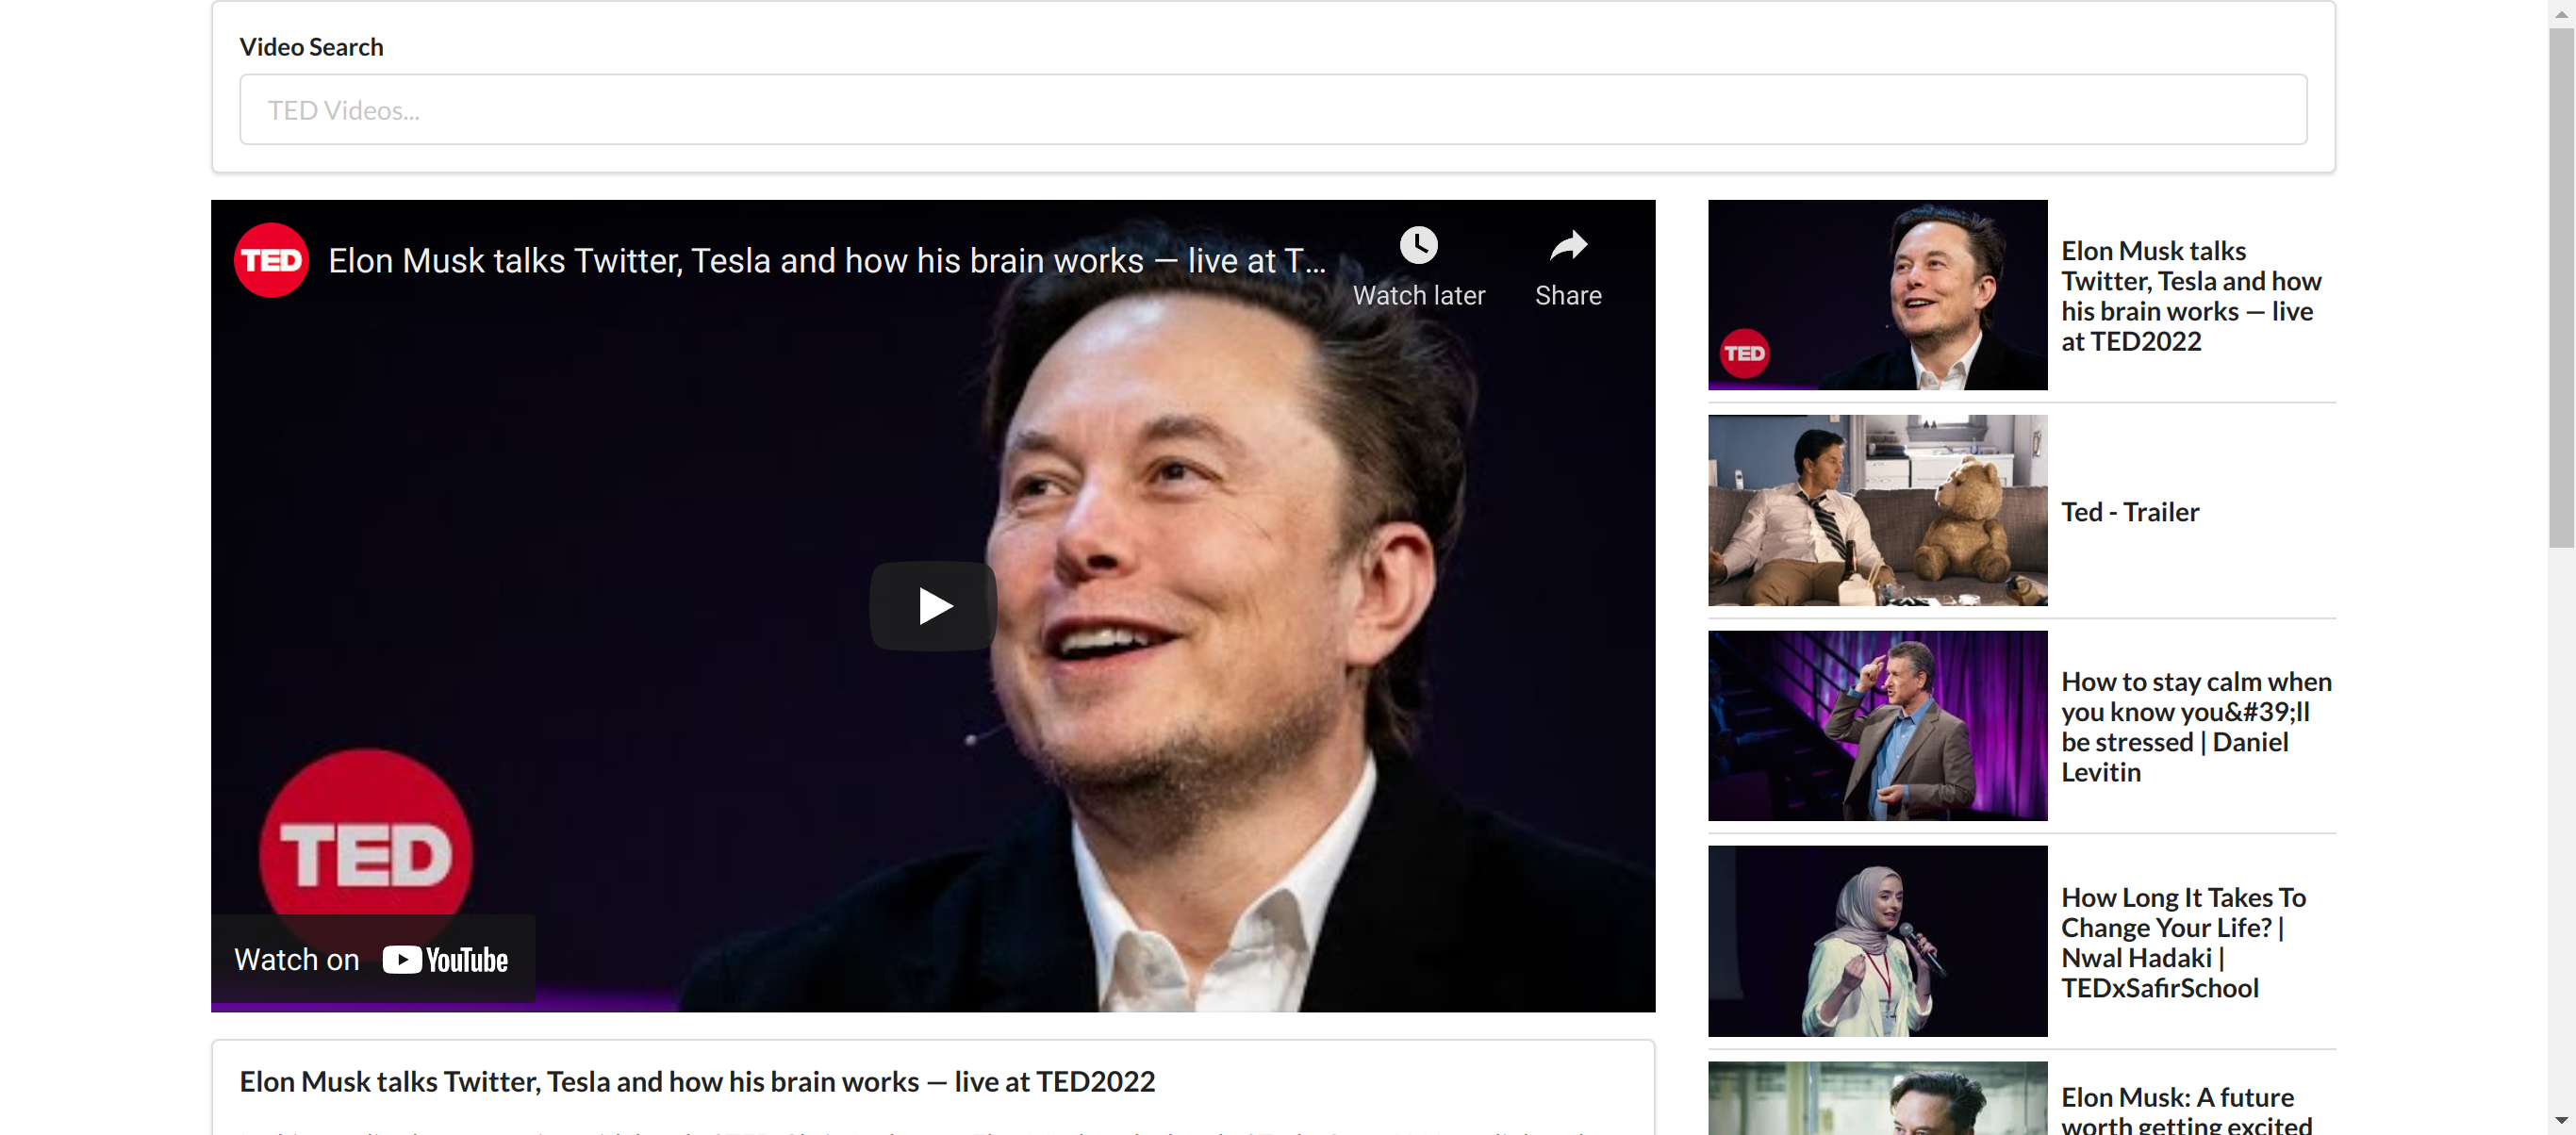 Video Search
TED Videos...
TED
Elon Musk talks Twitter, Tesla and how his brain works — live at T...
Watch later
Share
TED
Watch on YouTube
Elon Musk talks Twitter, Tesla and how his brain works — live at TED2022
TED
Elon Musk talks
Twitter, Tesla and how
his brain works — live
at TED2022
Ted - Trailer
How to stay calm when
you know you&#39;ll
be stressed | Daniel
Levitin
How Long It Takes To
Change Your Life? |
Nwal Hadaki |
TEDxSafirSchool
Elon Musk: A future
worth getting excited